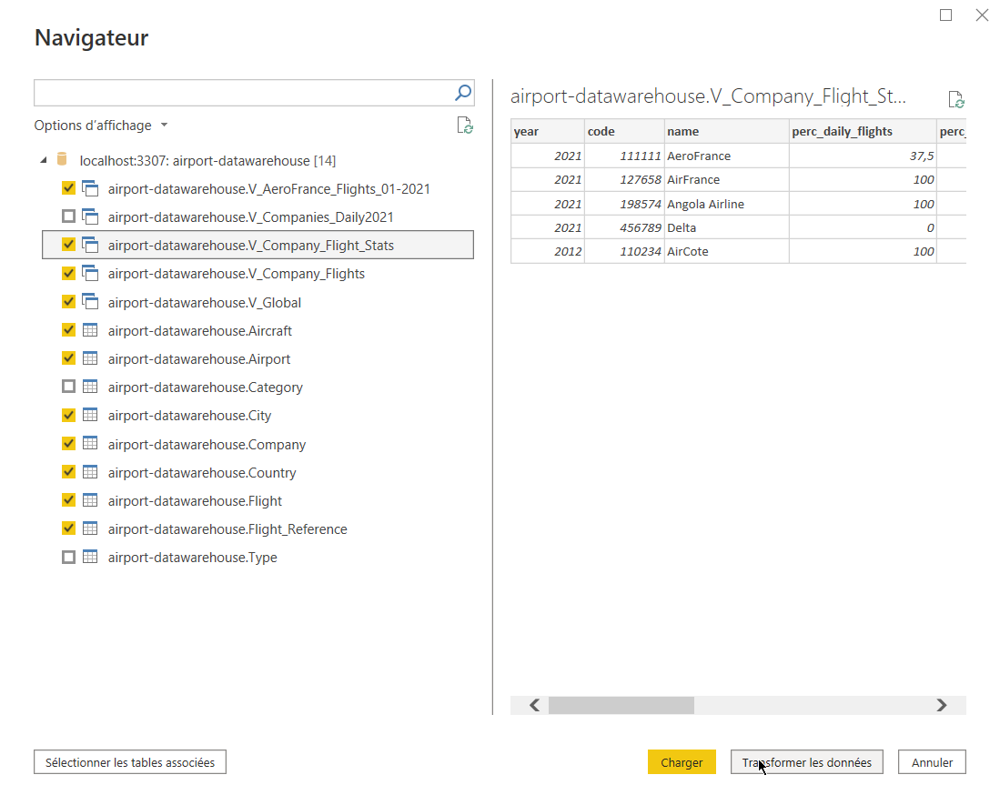 Navigateur
Options d'affichage
localhost:3307: airport-datawarehouse [14]
airport-datawarehouse.V_AeroFrance_Flights_01-2021
airport-datawarehouse.V_Companies_Daily2021
airport-datawarehouse.V_Company_Flight_Stats
airport-datawarehouse.V_Company_Flights
airport-datawarehouse.V_Global
airport-datawarehouse.Aircraft
airport-datawarehouse.Airport
airport-datawarehouse.Category
airport-datawarehouse.City
airport-datawarehouse.Company
airport-datawarehouse.Country
airport-datawarehouse.Flight
airport-datawarehouse.Flight_Reference
airport-datawarehouse.Type
airport-datawarehouse.V_Company_Flight_St...
year code name perc_daily_flights perc_
2021 111111 AeroFrance 37,5
2021 127658 AirFrance 100
2021 198574 Angola Airline 100
2021 456789 Delta 0
2012 110234 AirCote 100
Sélectionner les tables associées Charger Transformer les données Annuler